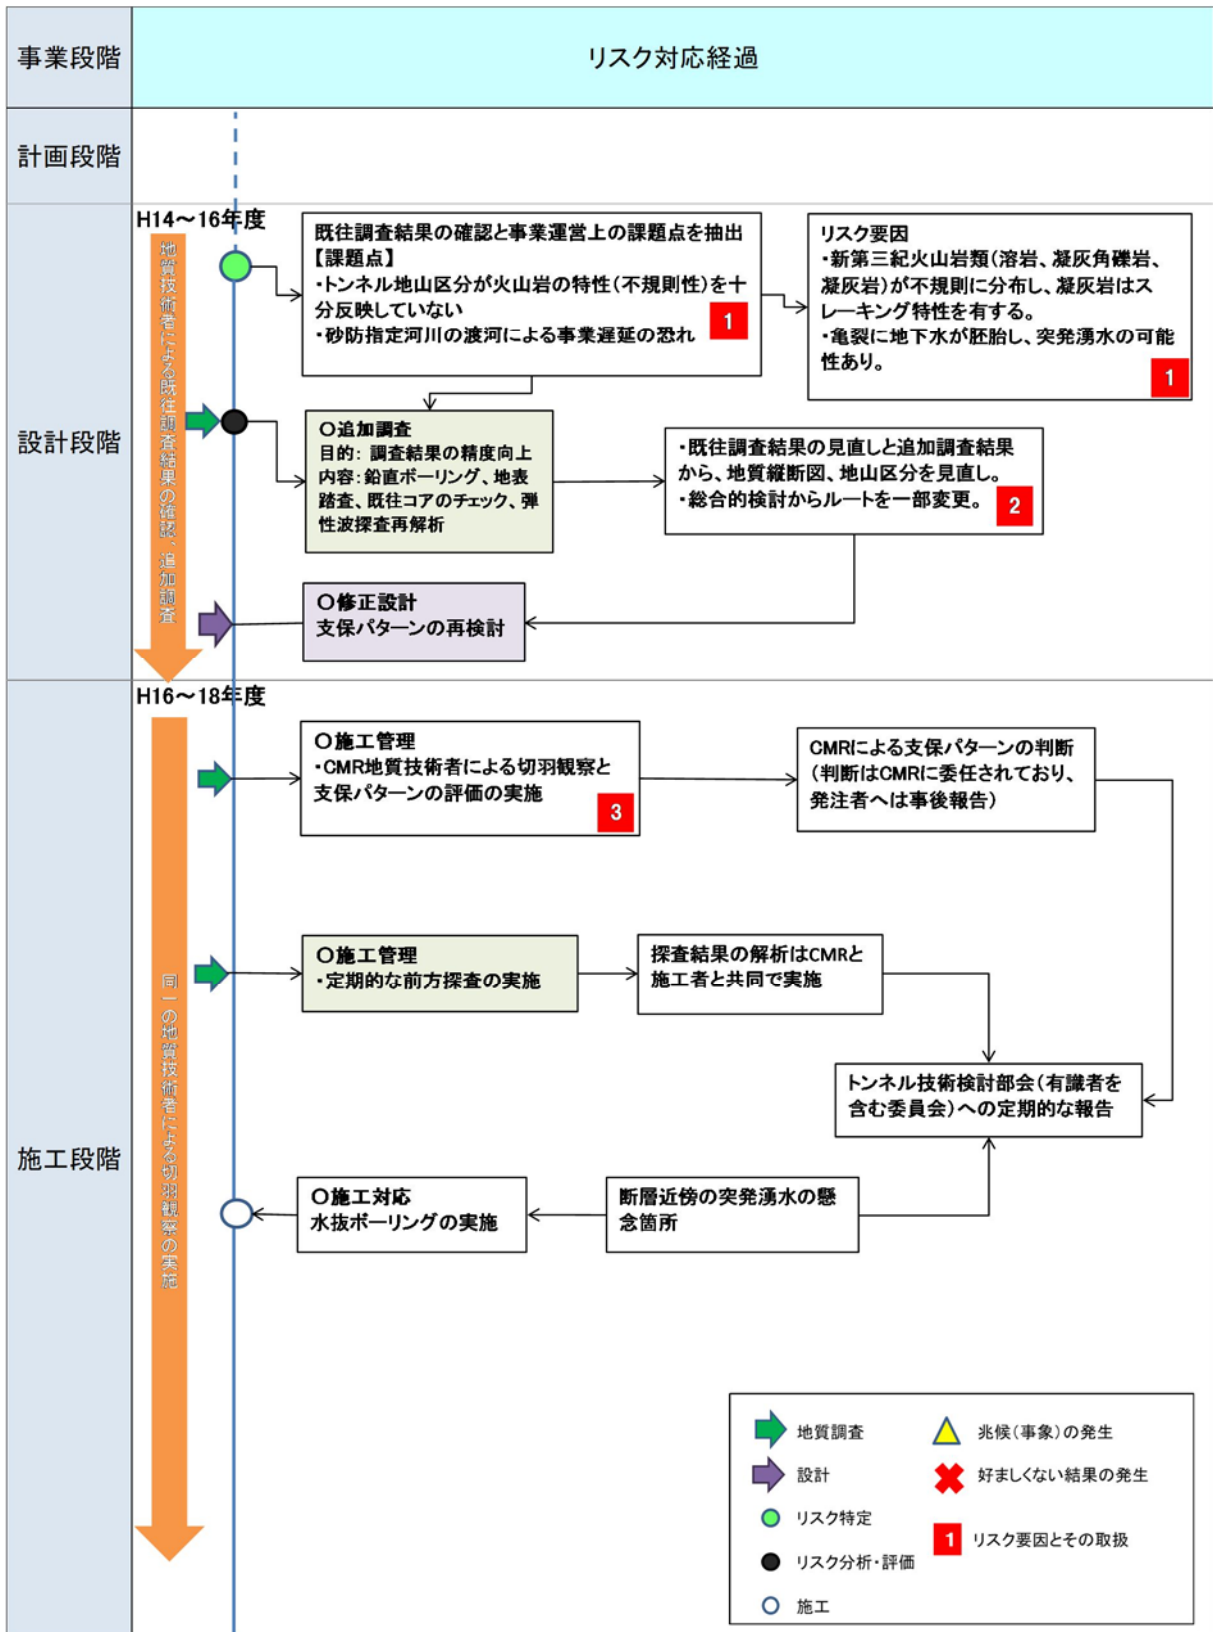 事業段階
リスク対応経過
計画段階
設計段階
H14～16年度
地質技術者による既往調査結果の確認、追加調査
既往調査結果の確認と事業運営上の課題点を抽出
【課題点】
・トンネル地山区分が火山岩の特性(不規則性)を十
分反映していない
・砂防指定河川の渡河による事業遅延の恐れ
1
リスク要因
・新第三紀火山岩類(溶岩、凝灰角礫岩、
凝灰岩)が不規則に分布し、凝灰岩はス
レーキング特性を有する。
・亀裂に地下水が胚胎し、突発湧水の可能
性あり。
1
〇追加調査
目的: 調査結果の精度向上
内容:鉛直ボーリング、地表
踏査、既往コアのチェック、弾
性波探査再解析
・既往調査結果の見直しと追加調査結果
から、地質縦断図、地山区分を見直し。
・総合的検討からルートを一部変更。
2
〇修正設計
支保パターンの再検討
施工段階
H16～18年度
同一の地質技術者による切羽観察の実施
〇施工管理
・CMR地質技術者による切羽観察と
支保パターンの評価の実施
3
CMRによる支保パターンの判断
(判断はCMRに委任されており、
発注者へは事後報告)
〇施工管理
・定期的な前方探査の実施
探査結果の解析はCMRと
施工者と共同で実施
トンネル技術検討部会(有識者を
含む委員会)への定期的な報告
〇施工対応
水抜ボーリングの実施
断層近傍の突発湧水の懸
念箇所
地質調査
設計
リスク特定
リスク分析・評価
施工
兆候(事象)の発生
好ましくない結果の発生
1
リスク要因とその取扱